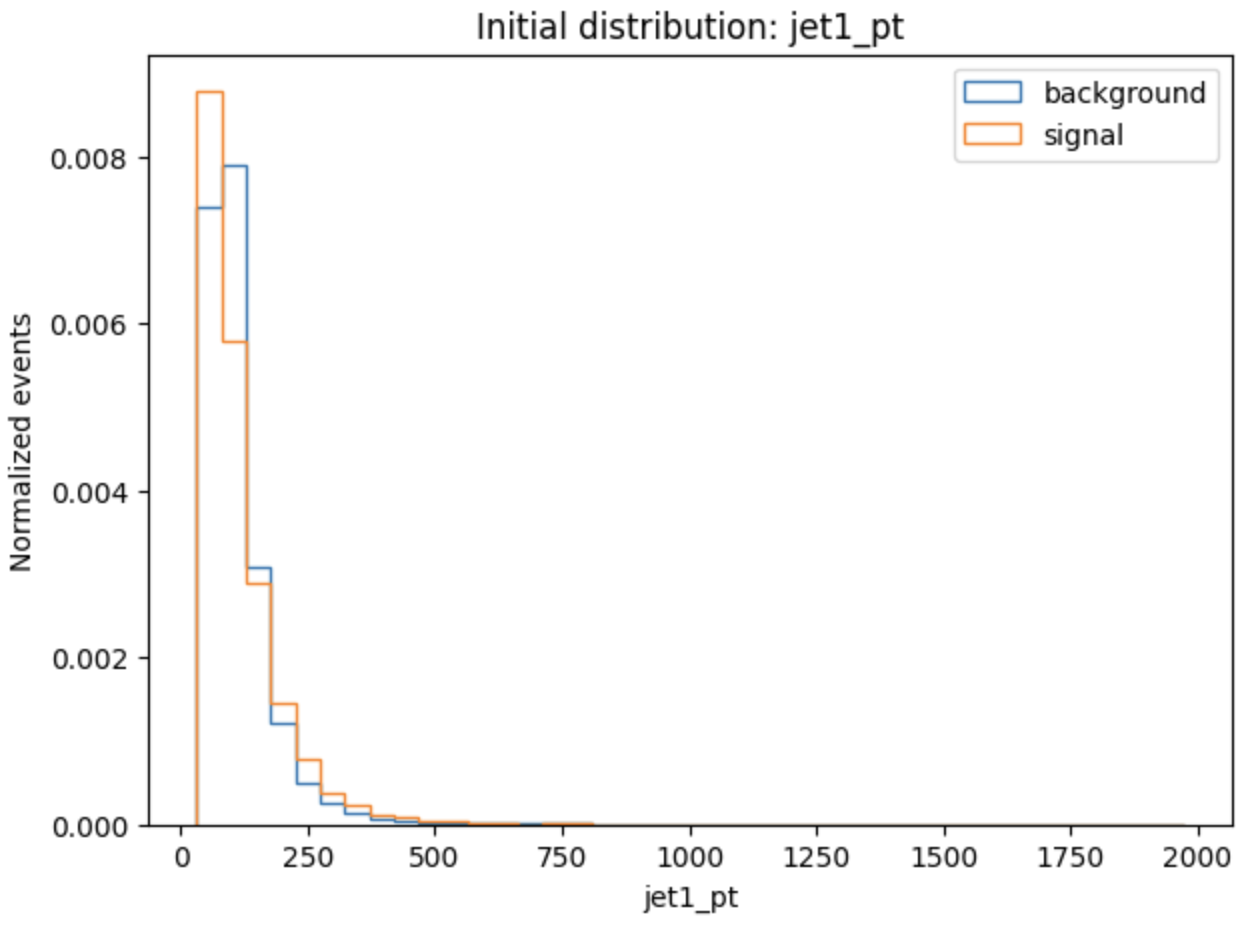 Initial distribution: jet1_pt
background
signal
Normalized events
0.008
0.006
0.004
0.002
0.000
0 250 500 750 1000 1250 1500 1750 2000
jet1_pt